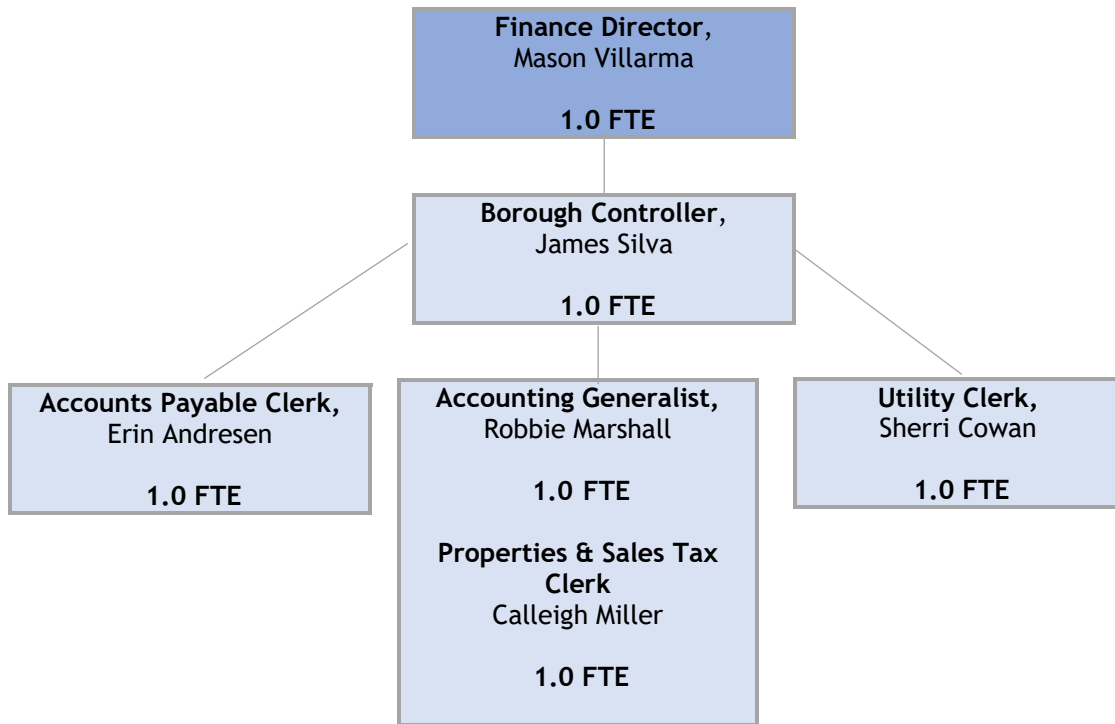 Finance Director,
Mason Villarma
1.0 FTE
Borough Controller,
James Silva
1.0 FTE
Accounts Payable Clerk,
Erin Andresen
1.0 FTE
Accounting Generalist,
Robbie Marshall
1.0 FTE
Properties & Sales Tax
Clerk
Calleigh Miller
1.0 FTE
Utility Clerk,
Sherri Cowan
1.0 FTE